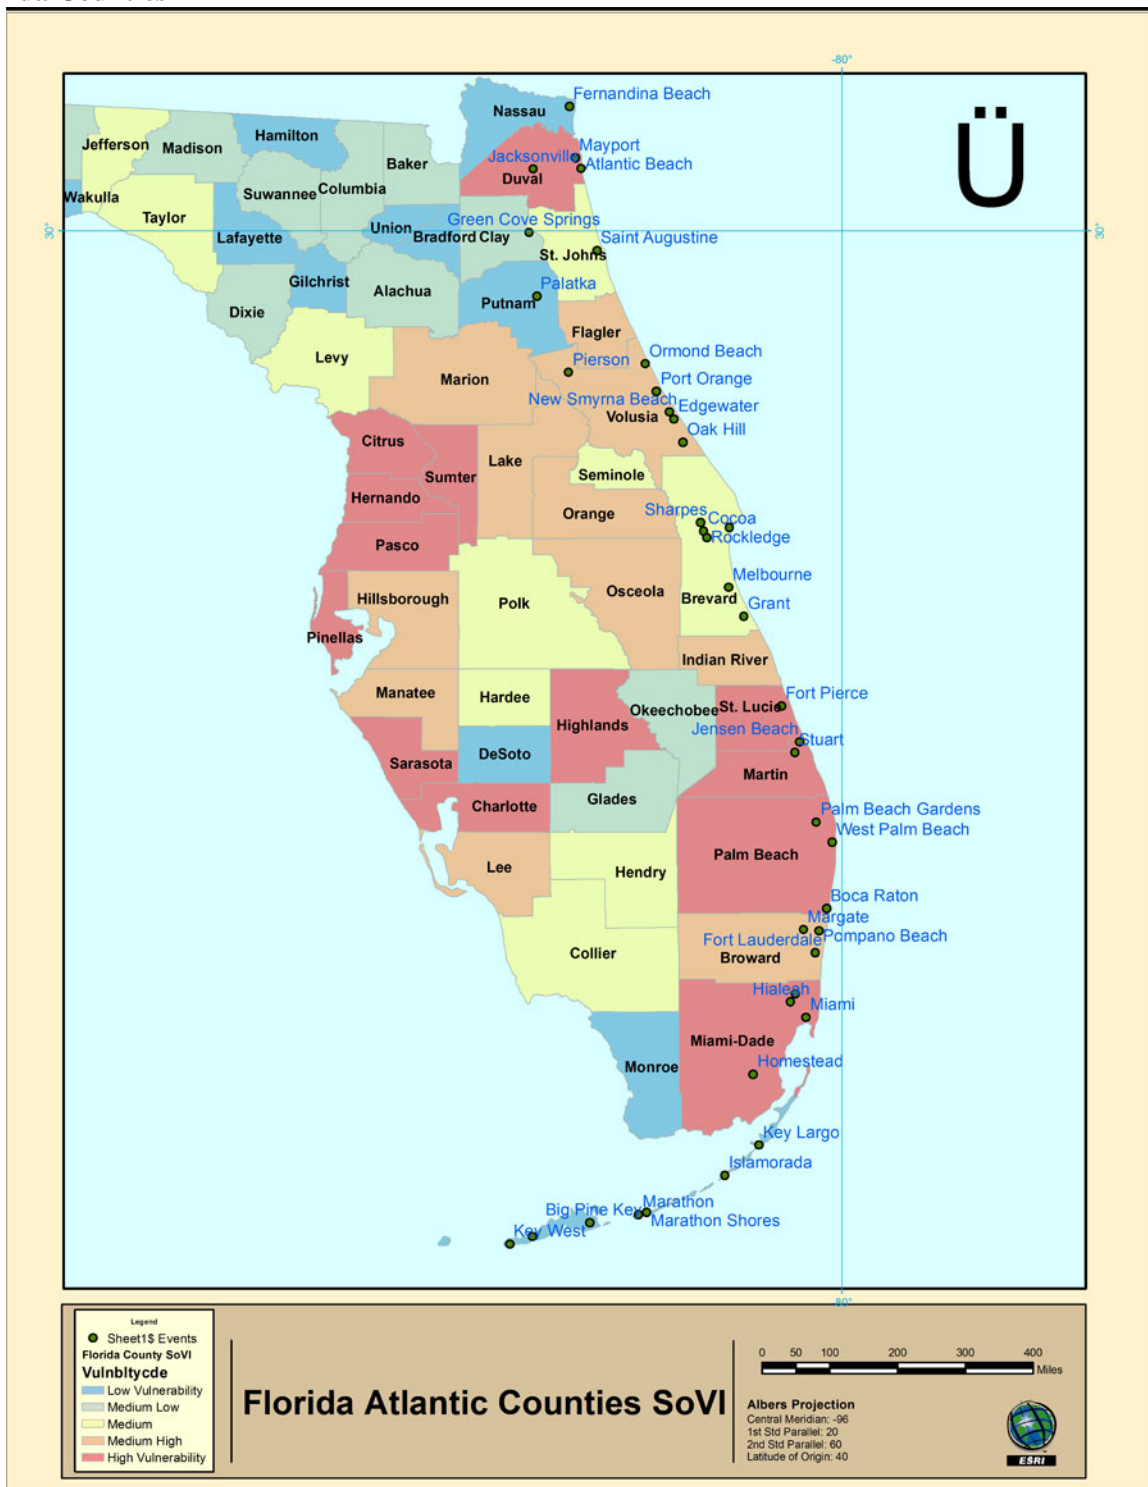 -80°
Ü
Fernandina Beach
Nassau
Jefferson
Madison
Hamilton
Baker
Mayport
Jacksonville
Atlantic Beach
Duval
Wakulla
Suwannee
Columbia
Taylor
Lafayette
Union
Bradford
Clay
Green Cove Springs
30°
30°
Saint Augustine
St. Johns
Gilchrist
Alachua
Palatka
Putnam
Dixie
Flagler
Levy
Marion
Pierson
Ormond Beach
Port Orange
New Smyrna Beach
Edgewater
Volusia
Oak Hill
Citrus
Sumter
Lake
Seminole
Hernando
Orange
Sharpes
Cocoa
Rockledge
Pasco
Hillsborough
Polk
Osceola
Melbourne
Brevard
Grant
Pinellas
Indian River
Manatee
Hardee
Highlands
Okeechobee
St. Lucie
Fort Pierce
Jensen Beach
Stuart
Sarasota
DeSoto
Martin
Charlotte
Glades
Palm Beach Gardens
West Palm Beach
Palm Beach
Lee
Hendry
Boca Raton
Margate
Fort Lauderdale
Pompano Beach
Broward
Collier
Hialeah
Miami
Miami-Dade
Monroe
Homestead
Key Largo
Islamorada
Big Pine Key
Marathon
Marathon Shores
Key West
-80°
Legend
Sheet1$ Events
Florida County SoVI
Vulnbltycde
Low Vulnerability
Medium Low
Medium
Medium High
High Vulnerability
Florida Atlantic Counties SoVI
0 50 100 200 300 400
Miles
Albers Projection
Central Meridian: -96
1st Std Parallel: 20
2nd Std Parallel: 60
Latitude of Origin: 40
ESRI